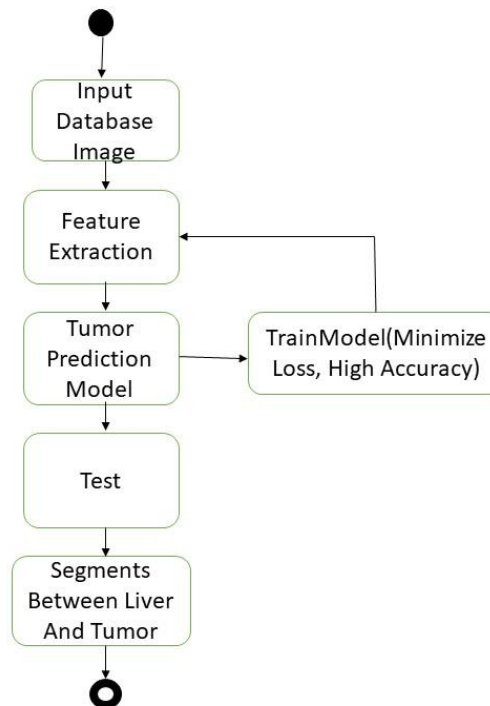 Input
Database
Image
Feature
Extraction
Tumor
Prediction
Model
TrainModel(Minimize
Loss, High Accuracy)
Test
Segments
Between Liver
And Tumor